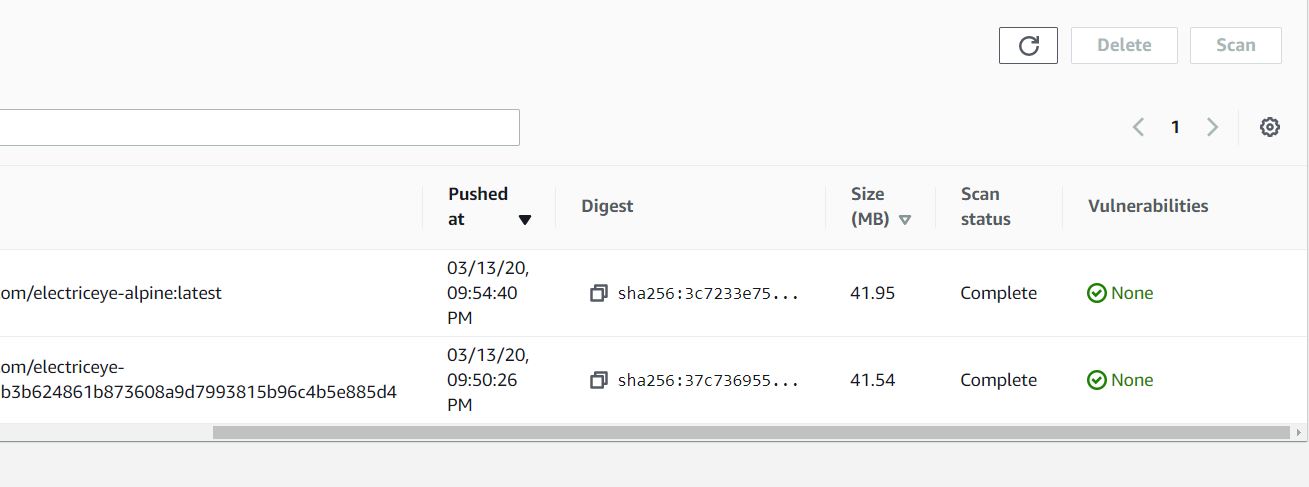 Delete
Scan
1
Pushed
at
Digest
Size
(MB)
Scan
status
Vulnerabilities
03/13/20,
om/electriceye-alpine:latest
09:54:40
sha256:3c7233e75...
41.95
Complete
None
PM
03/13/20,
om/electriceye-
09:50:26
sha256:37c736955...
41.54
Complete
None
b3b624861b873608a9d7993815b96c4b5e885d4
PM